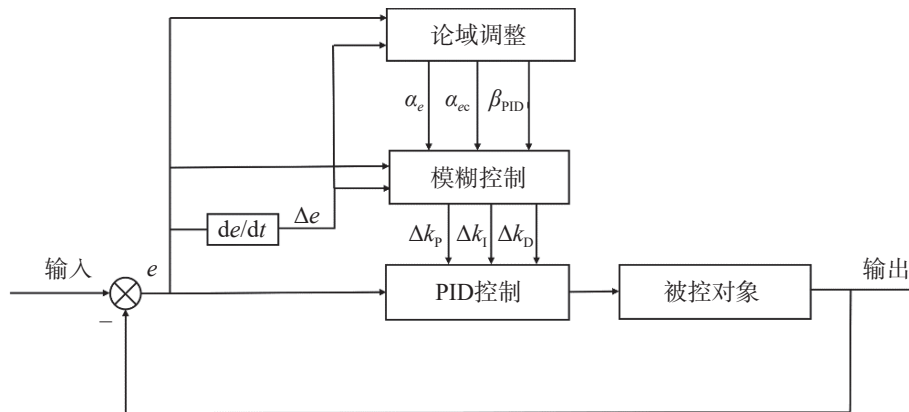 论域调整
αe αec βPID
模糊控制
de/dt Δe
ΔkP ΔkI ΔkD
输入 e 输出
PID控制 被控对象
−